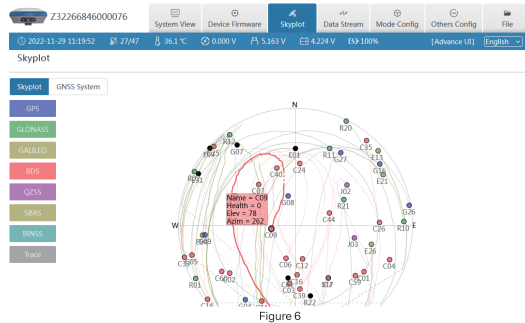 Z32266846000076
System View
Device Firmware
Skyplot
Data Stream
Mode Config
Others Config
File
2022-11-29 11:19:52
27/47
36.1 ℃
0.000 V
5.163 V
4.224 V
100%
[Advance UI]
English
Skyplot
Skyplot
GNSS System
GPS
GLONASS
GALILEO
BDS
QZSS
SBAS
IRNSS
Trace
N
R20
R12
G07
E01
R11
G27
C35
E13
E21
C40
C24
C07
J02
R21
G08
G26
Name = C09
Health = 0
Elev = 78
Azim = 262
W
C09
C44
C26
R10
E
J03
E26
C06
C12
C04
R01
C59
C01
C39
R22
C14
G04
Figure 6